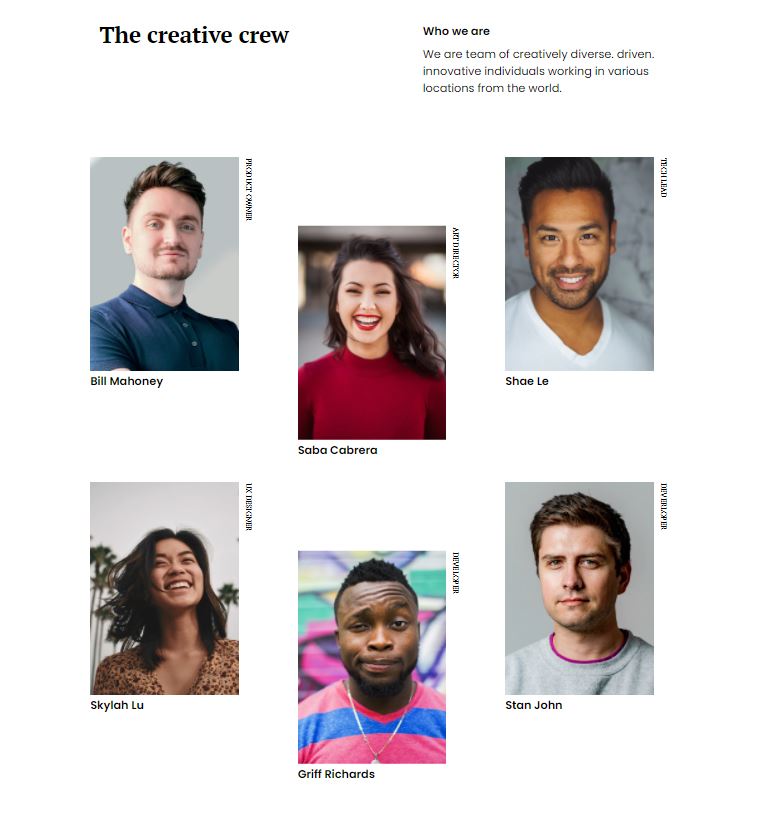 The creative crew
Who we are
We are team of creatively diverse. driven.
innovative individuals working in various
locations from the world.
PRODUCT OWNER
Bill Mahoney
ART DIRECTOR
Saba Cabrera
TECH LEAD
Shae Le
UX DESIGNER
Skylah Lu
DEVELOPER
Griff Richards
DEVELOPER
Stan John